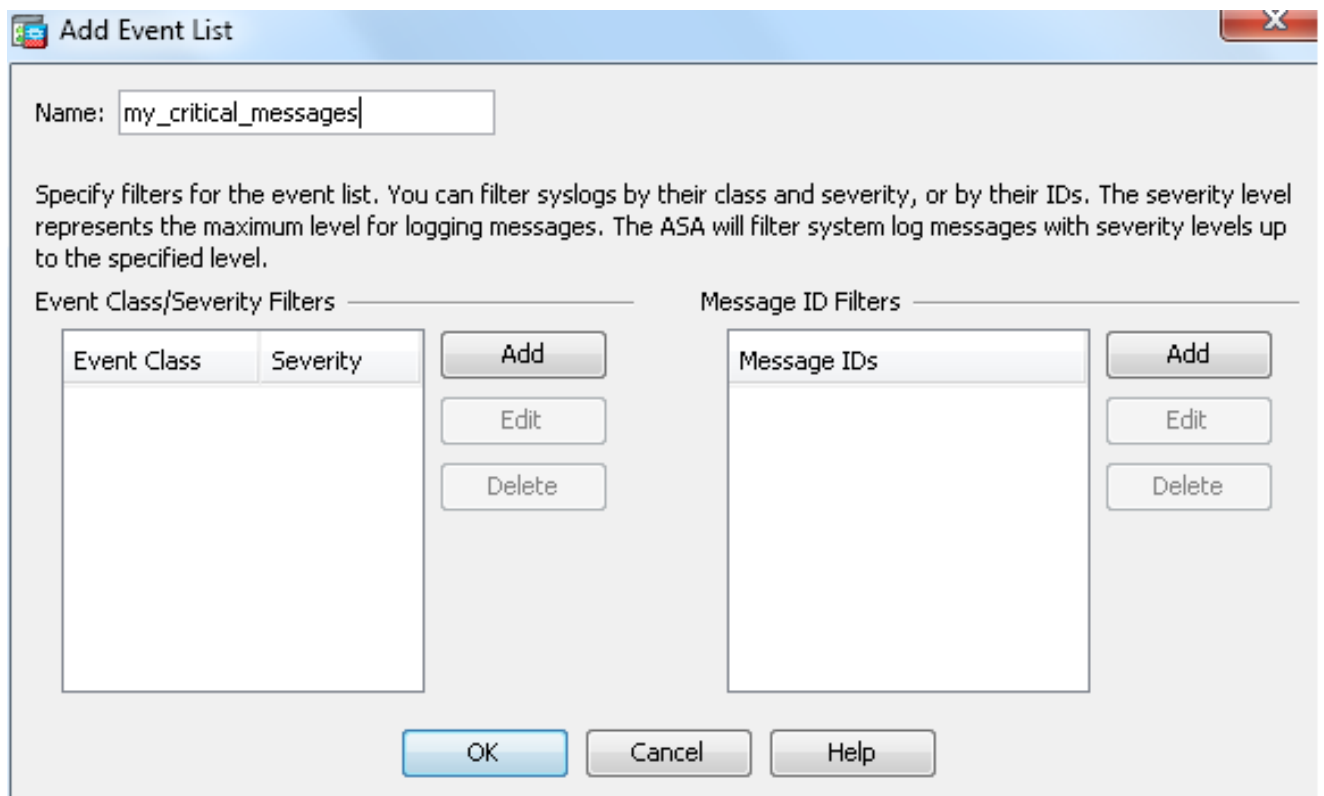 Add Event List
X
Name: my_critical_messages
Specify filters for the event list. You can filter syslogs by their class and severity, or by their IDs. The severity level
represents the maximum level for logging messages. The ASA will filter system log messages with severity levels up
to the specified level.
Event Class/Severity Filters
Event Class Severity
Add
Edit
Delete
Message ID Filters
Message IDs
Add
Edit
Delete
OK Cancel Help